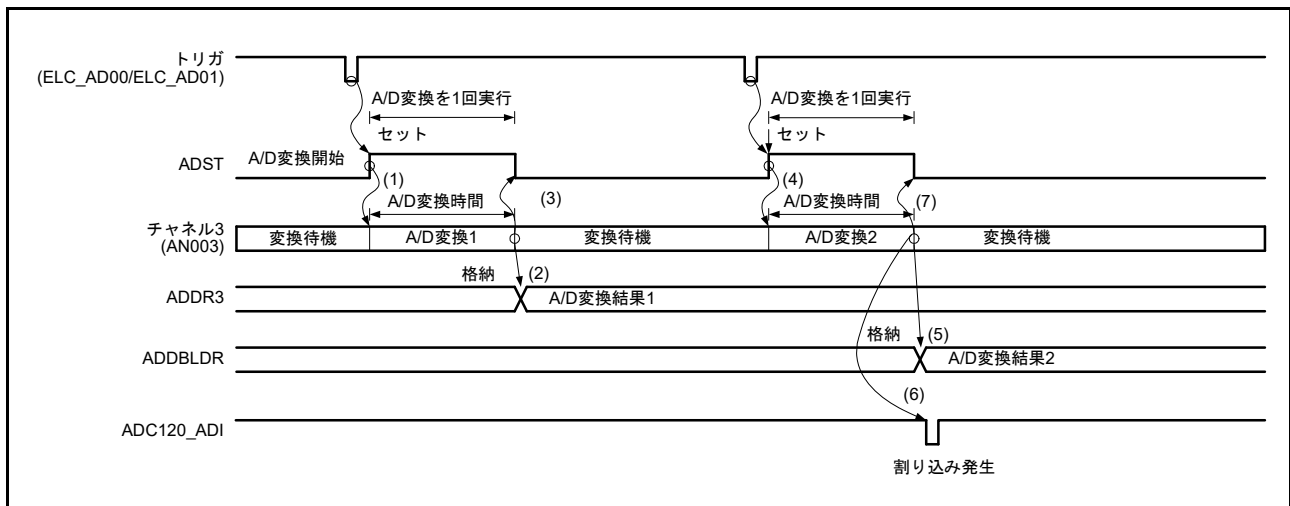 トリガ
(ELC_AD00/ELC_AD01)
A/D変換を1回実行
A/D変換を1回実行
セット
セット
ADST
A/D変換開始
(1)
(3)
(4)
(7)
A/D変換時間
A/D変換時間
チャネル3
(AN003)
変換待機
A/D変換1
変換待機
A/D変換2
変換待機
格納
(2)
ADDR3
A/D変換結果1
格納
(5)
ADDBLDR
A/D変換結果2
(6)
ADC120_ADI
割り込み発生